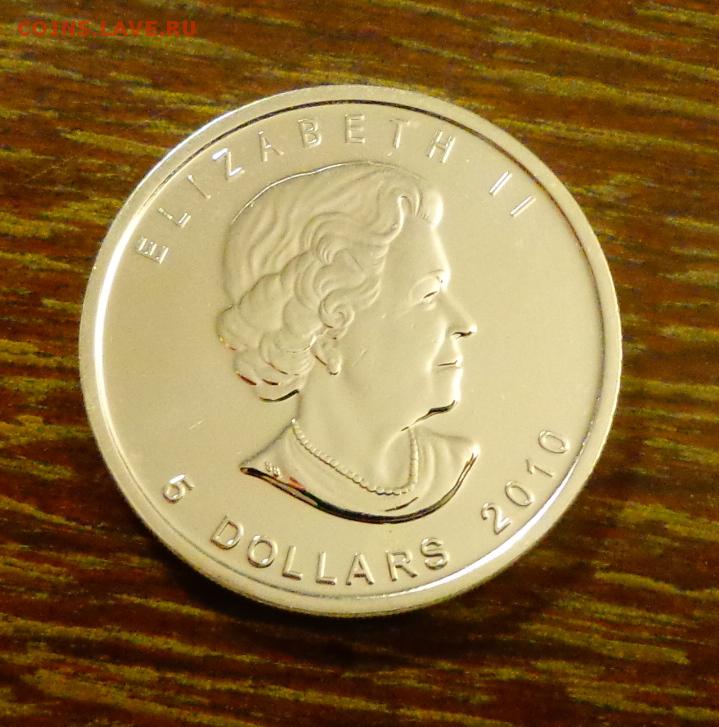 COINS.LAVE.RU
ELIZABETH II
5 DOLLARS 2010